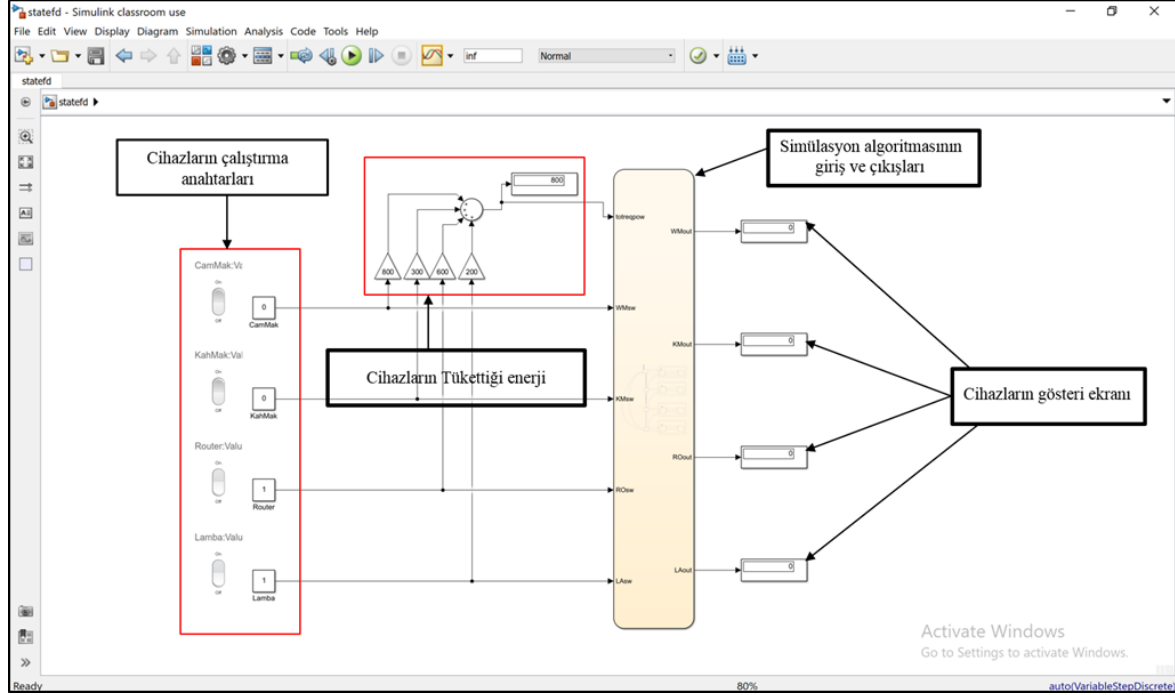 statefd - Simulink classroom use
File Edit View Display Diagram Simulation Analysis Code Tools Help
inf
Normal
statefd
statefd
Cihazların çalıştırma
anahtarları
Simülasyon algoritmasının
giriş ve çıkışları
800
totreqpow
WMout
0
CamMak:Va
On
Off
0
CamMak
800
300
600
200
WMsw
KMout
0
Cihazların Tükettiği enerji
KahMak:Val
On
Off
0
KahMak
KMsw
Cihazların gösteri ekranı
Router:Valu
On
Off
1
Router
ROout
0
ROsw
Lamba:Valu
On
Off
1
Lamba
LAout
0
LAsw
Activate Windows
Go to Settings to activate Windows.
Ready
80%
auto(VariableStepDiscrete)